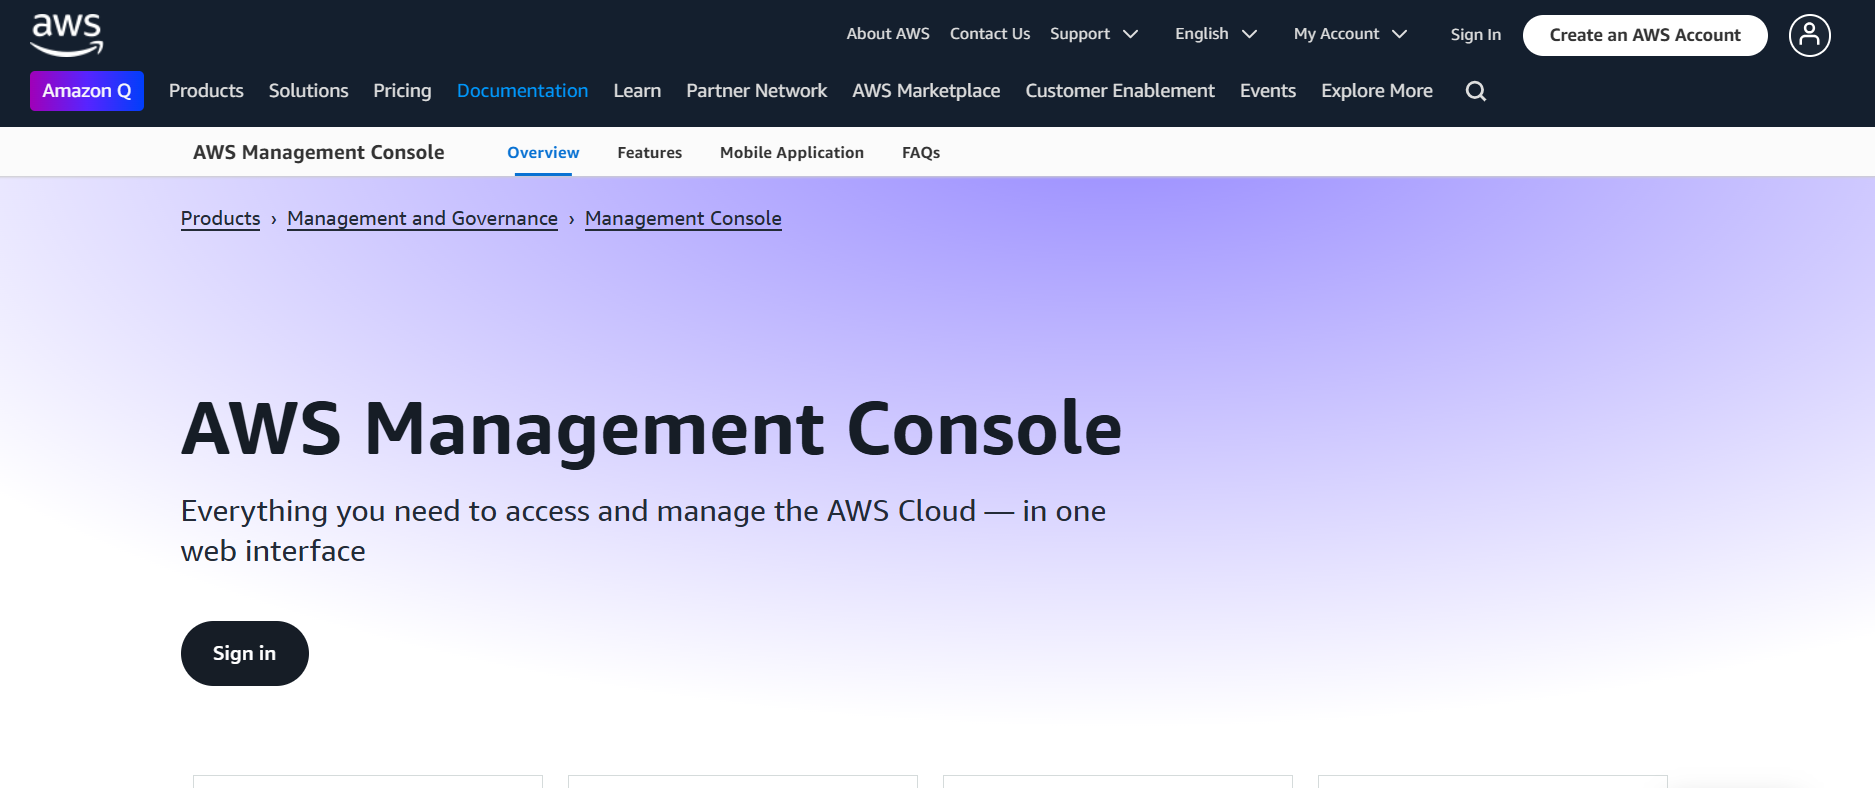 aws
About AWS Contact Us Support English My Account Sign In Create an AWS Account
Amazon Q Products Solutions Pricing Documentation Learn Partner Network AWS Marketplace Customer Enablement Events Explore More
AWS Management Console Overview Features Mobile Application FAQs
Products › Management and Governance › Management Console
AWS Management Console
Everything you need to access and manage the AWS Cloud — in one
web interface
Sign in